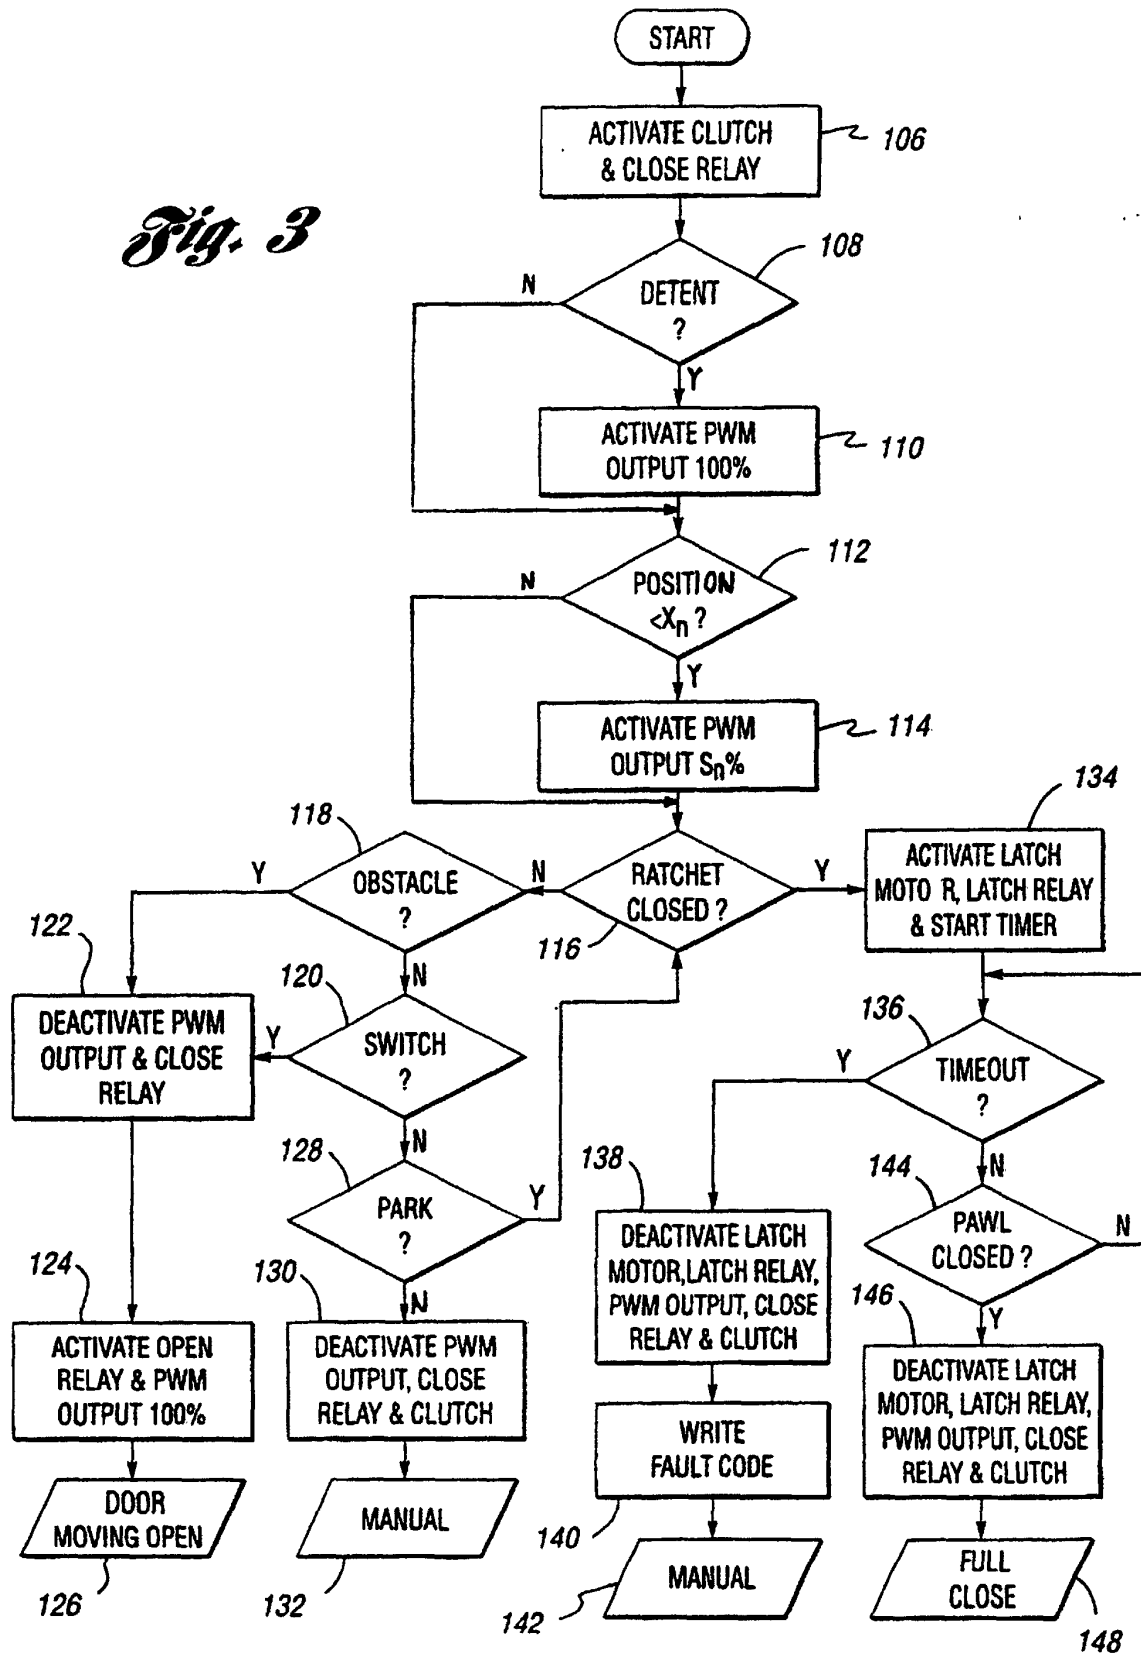 START
ACTIVATE CLUTCH
& CLOSE RELAY
106
Fig. 3
108
N
DETENT
?
Y
ACTIVATE PWM
OUTPUT 100%
110
112
N
POSITION
<Xn ?
Y
ACTIVATE PWM
OUTPUT Sn%
114
134
118
Y
OBSTACLE
?
N
RATCHET
CLOSED ?
Y
116
ACTIVATE LATCH
MOTO R, LATCH RELAY
& START TIMER
122
120
N
DEACTIVATE PWM
OUTPUT & CLOSE
RELAY
Y
SWITCH
?
136
Y
TIMEOUT
?
N
128
N
PARK
?
Y
138
144
N
PAWL
CLOSED ?
N
DEACTIVATE LATCH
MOTOR, LATCH RELAY,
PWM OUTPUT, CLOSE
RELAY & CLUTCH
124
130
N
146
Y
ACTIVATE OPEN
RELAY & PWM
OUTPUT 100%
DEACTIVATE PWM
OUTPUT, CLOSE
RELAY & CLUTCH
WRITE
FAULT CODE
DEACTIVATE LATCH
MOTOR, LATCH RELAY,
PWM OUTPUT, CLOSE
RELAY & CLUTCH
DOOR
MOVING OPEN
MANUAL
140
MANUAL
FULL
CLOSE
126
132
142
148